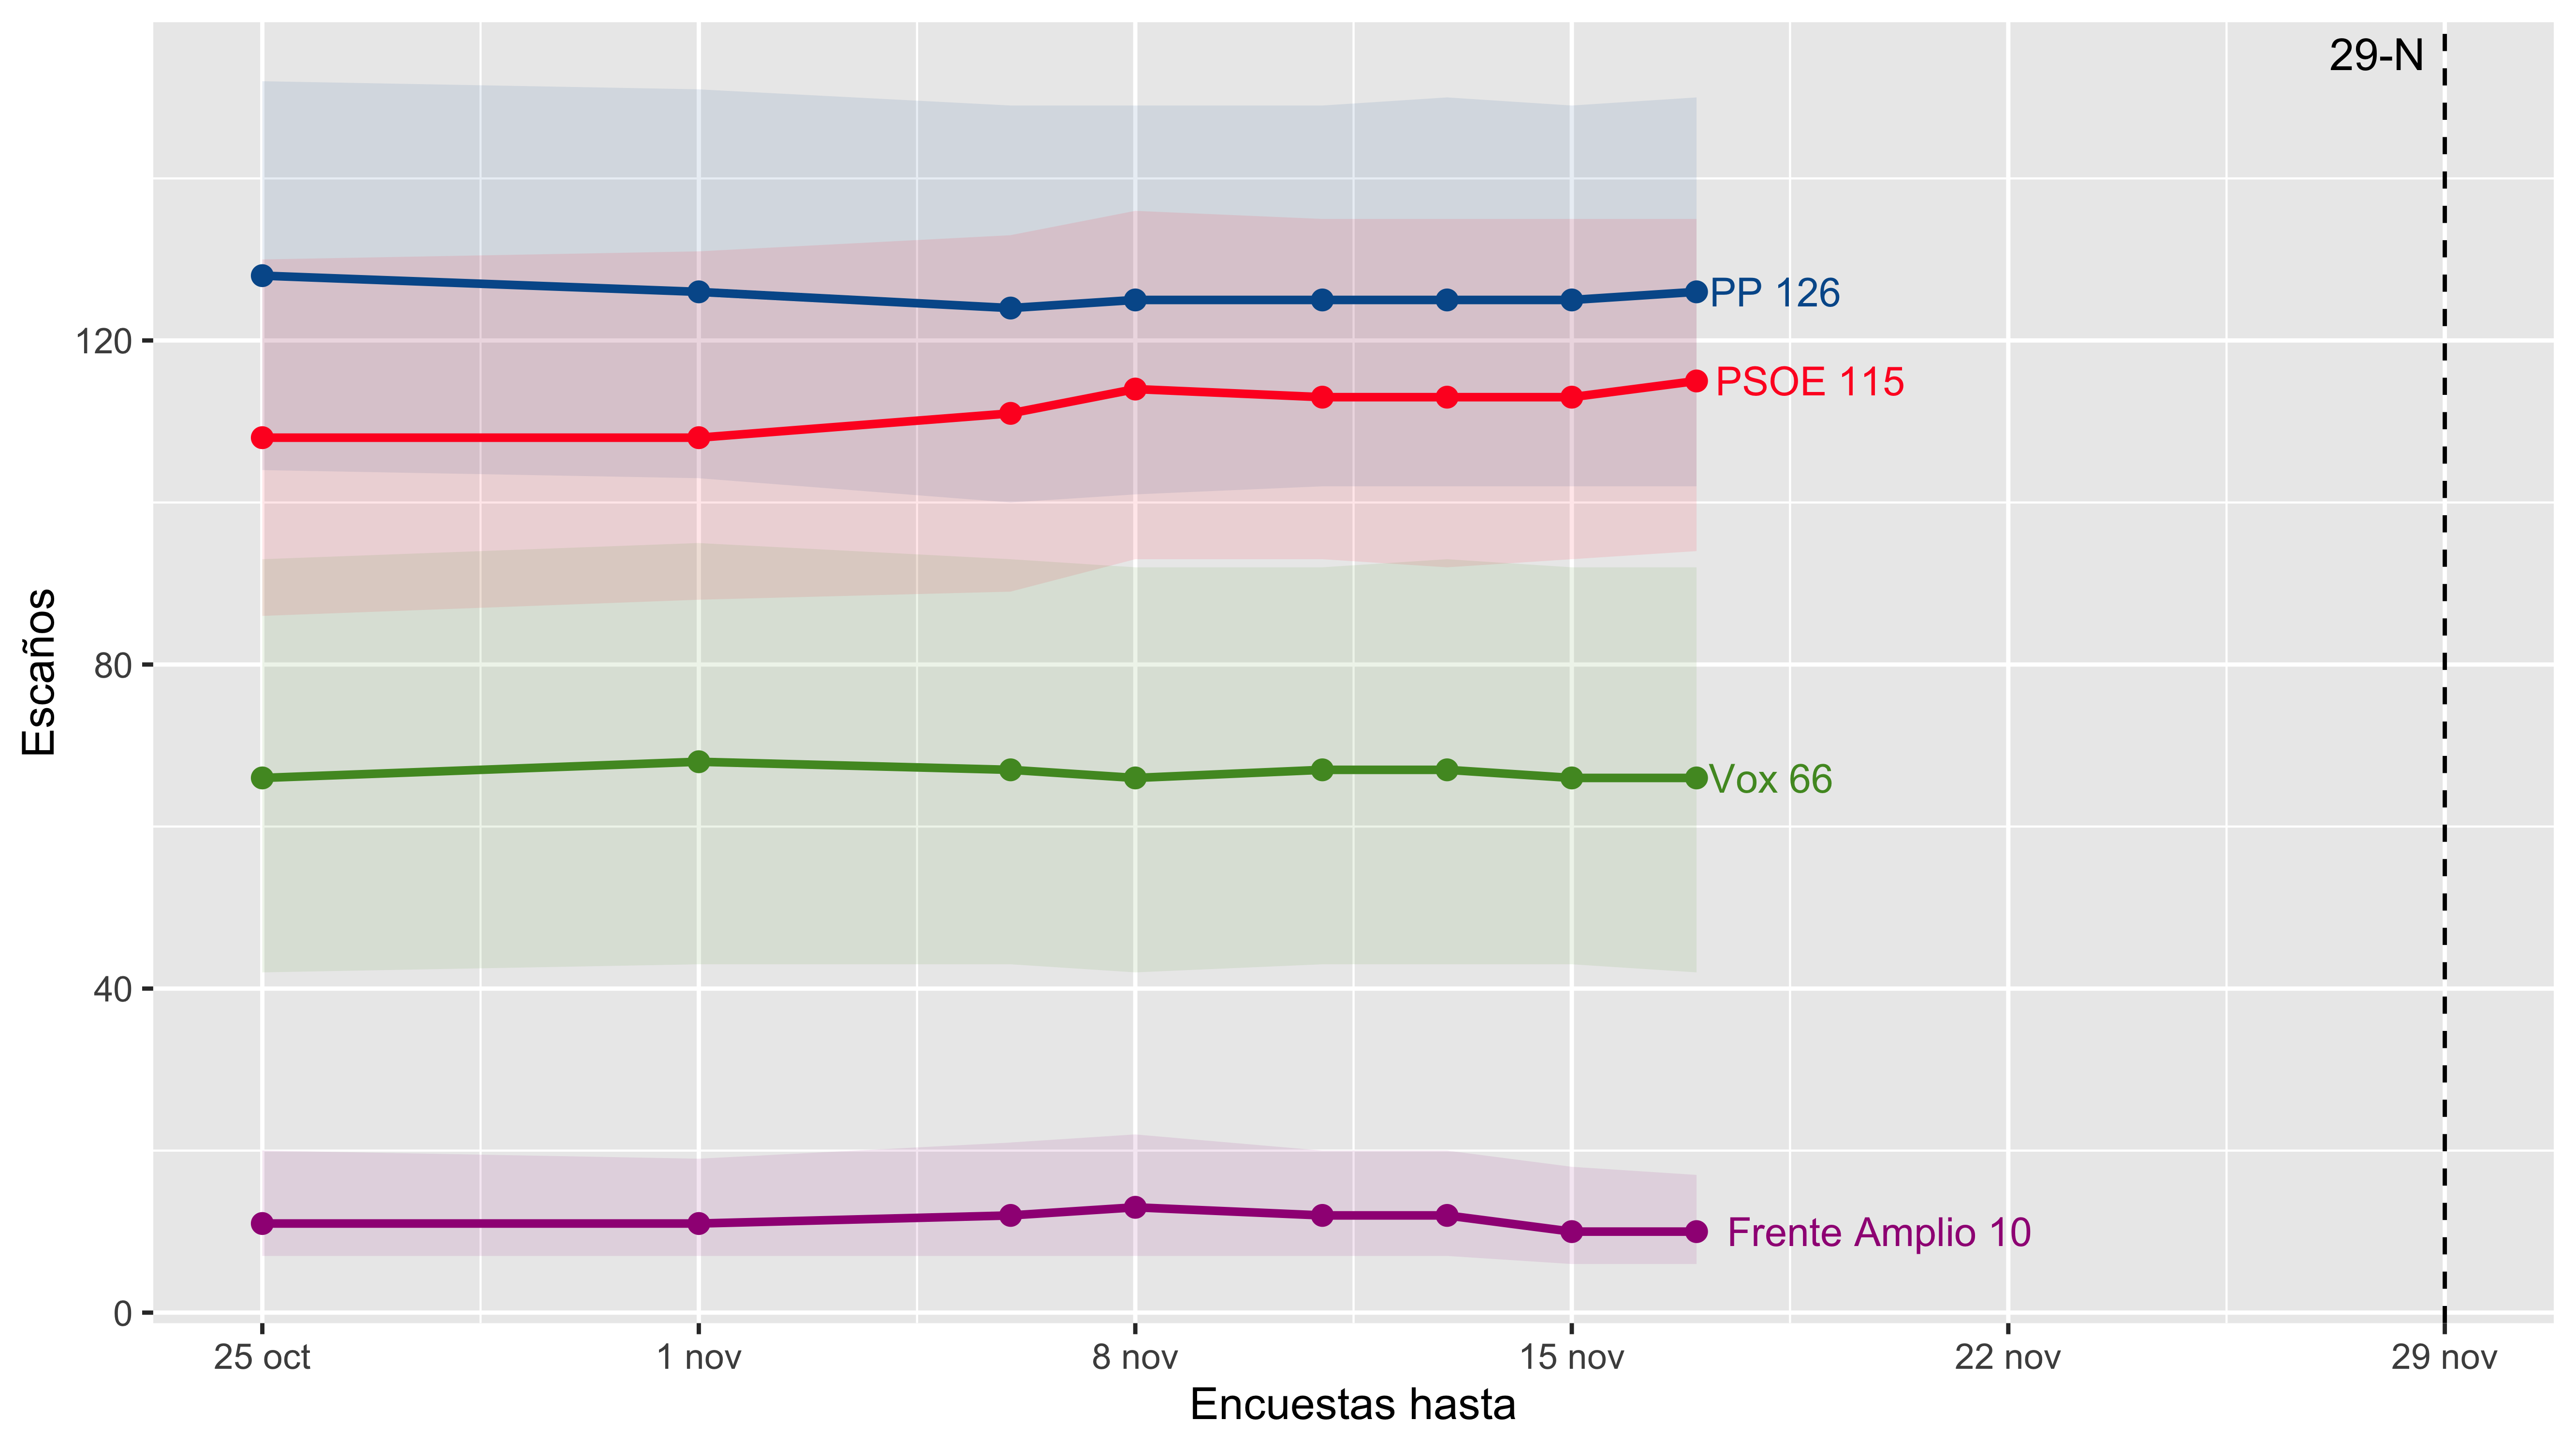 29-N
PP 126
120
PSOE 115
80
Vox 66
40
Frente Amplio 10
0
Escaños
25 oct
1 nov
8 nov
15 nov
22 nov
29 nov
Encuestas hasta